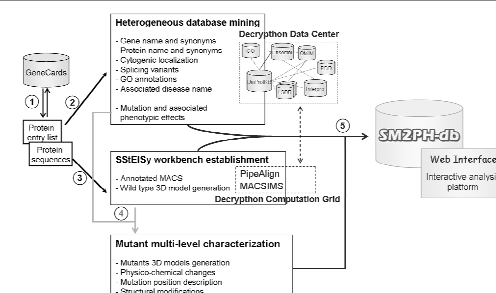 Heterogeneous database mining
- Gene name and synonyms
- Protein name and synonyms
- Cytogenic localization
- Splicing variants
- GO annotations
- Associated disease name
- Mutation and associated
phenotypic effects
Decrypthon Data Center
GeneCards
1
2
Protein
entry list
Protein
sequences
3
4
5
SM2PH-db
Web Interface
Interactive analysis
platform
SStEISy workbench establishment
- Annotated MACS
- Wild type 3D model generation
PipeAlign
MACSIMS
Decrypthon Computation Grid
Mutant multi-level characterization
- Mutants 3D models generation
- Physico-chemical changes
- Mutation position description
- Structural modifications